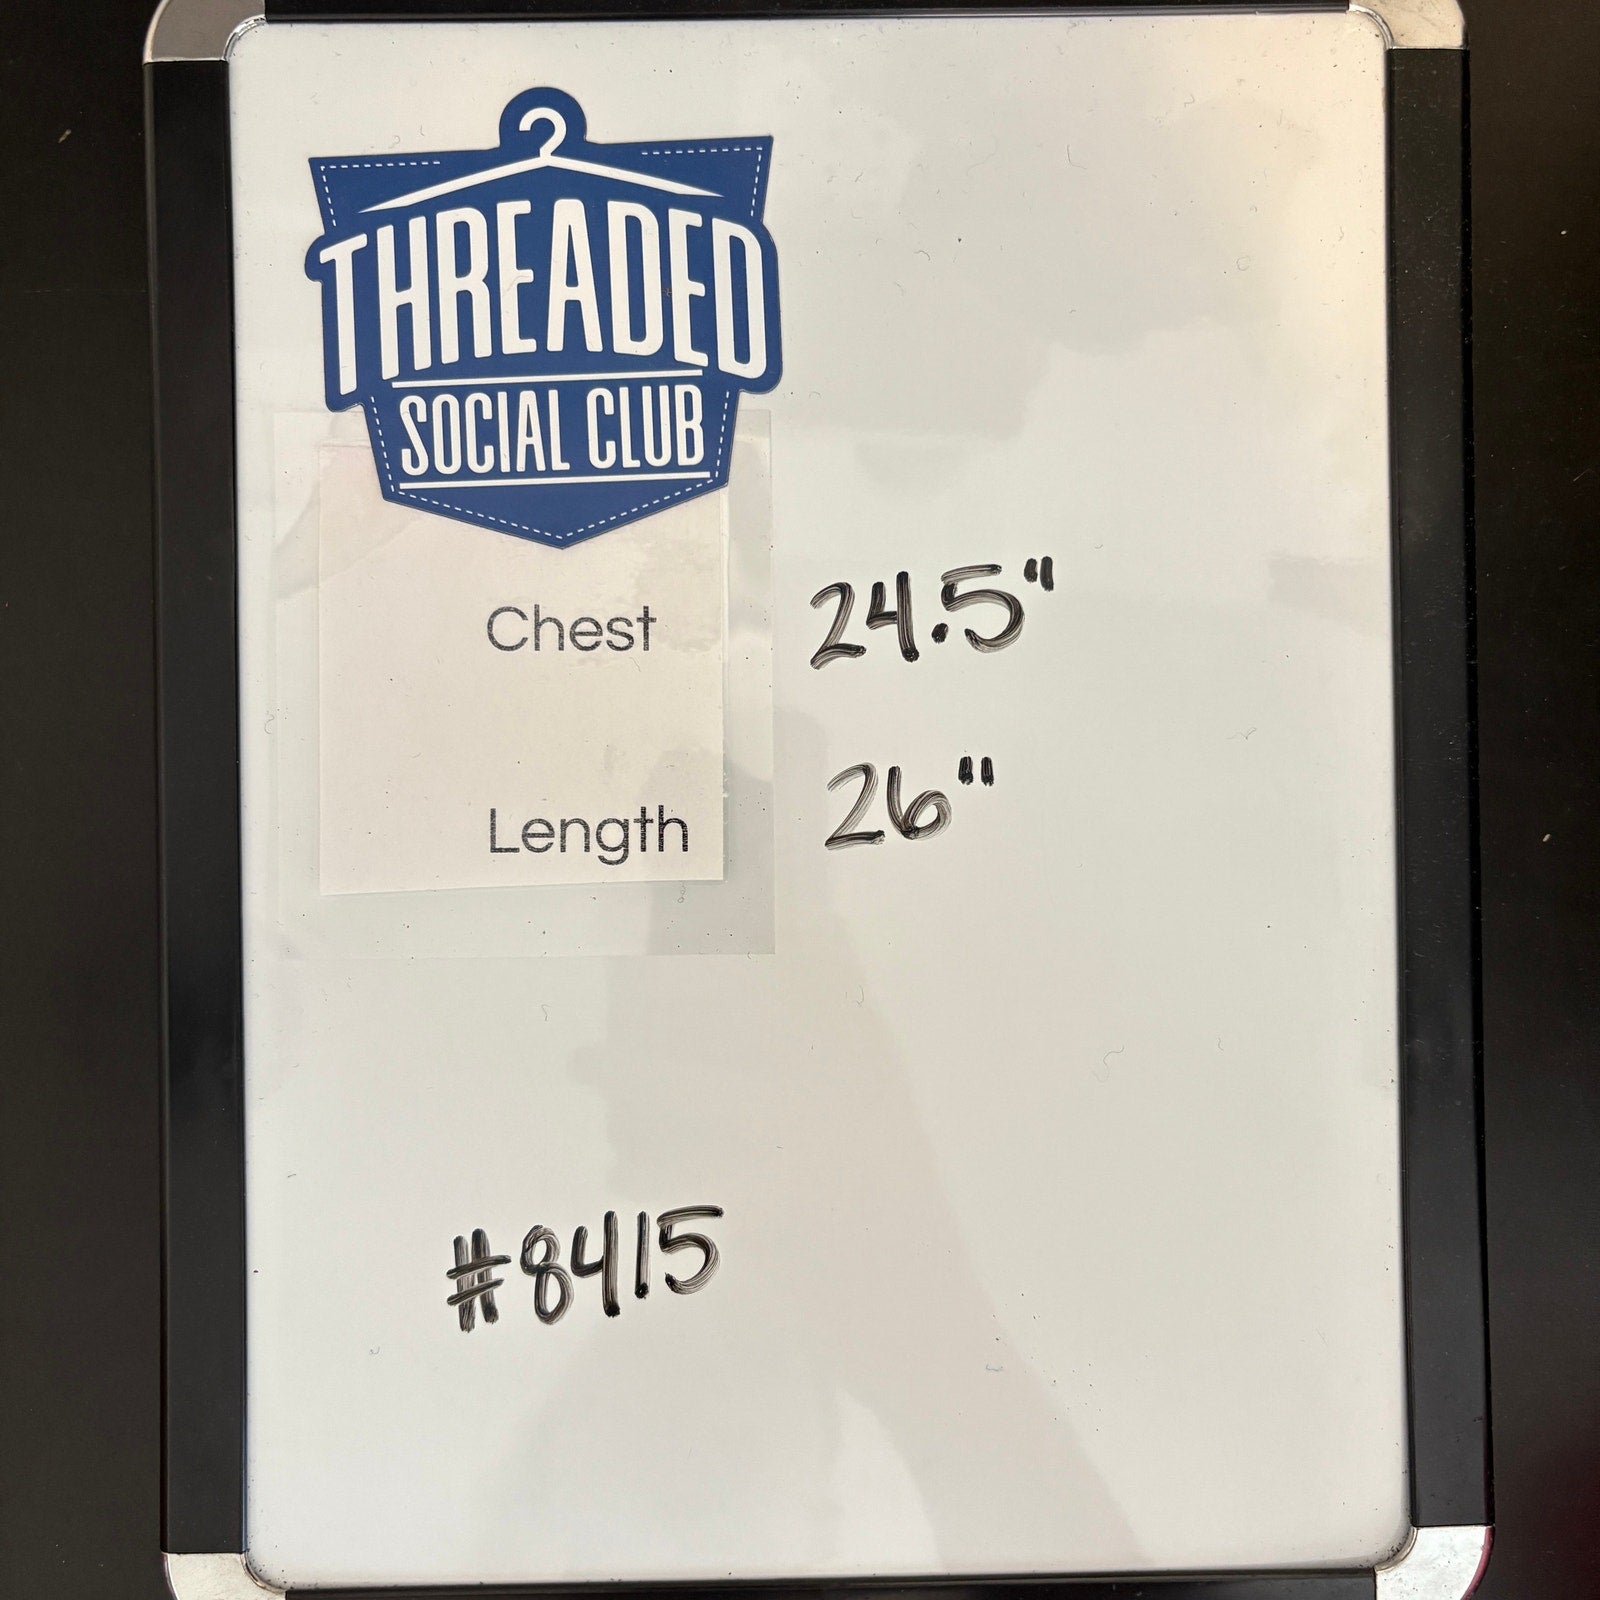 THREADED
SOCIAL CLUB
Chest 24.5"
Length 26"
#8415